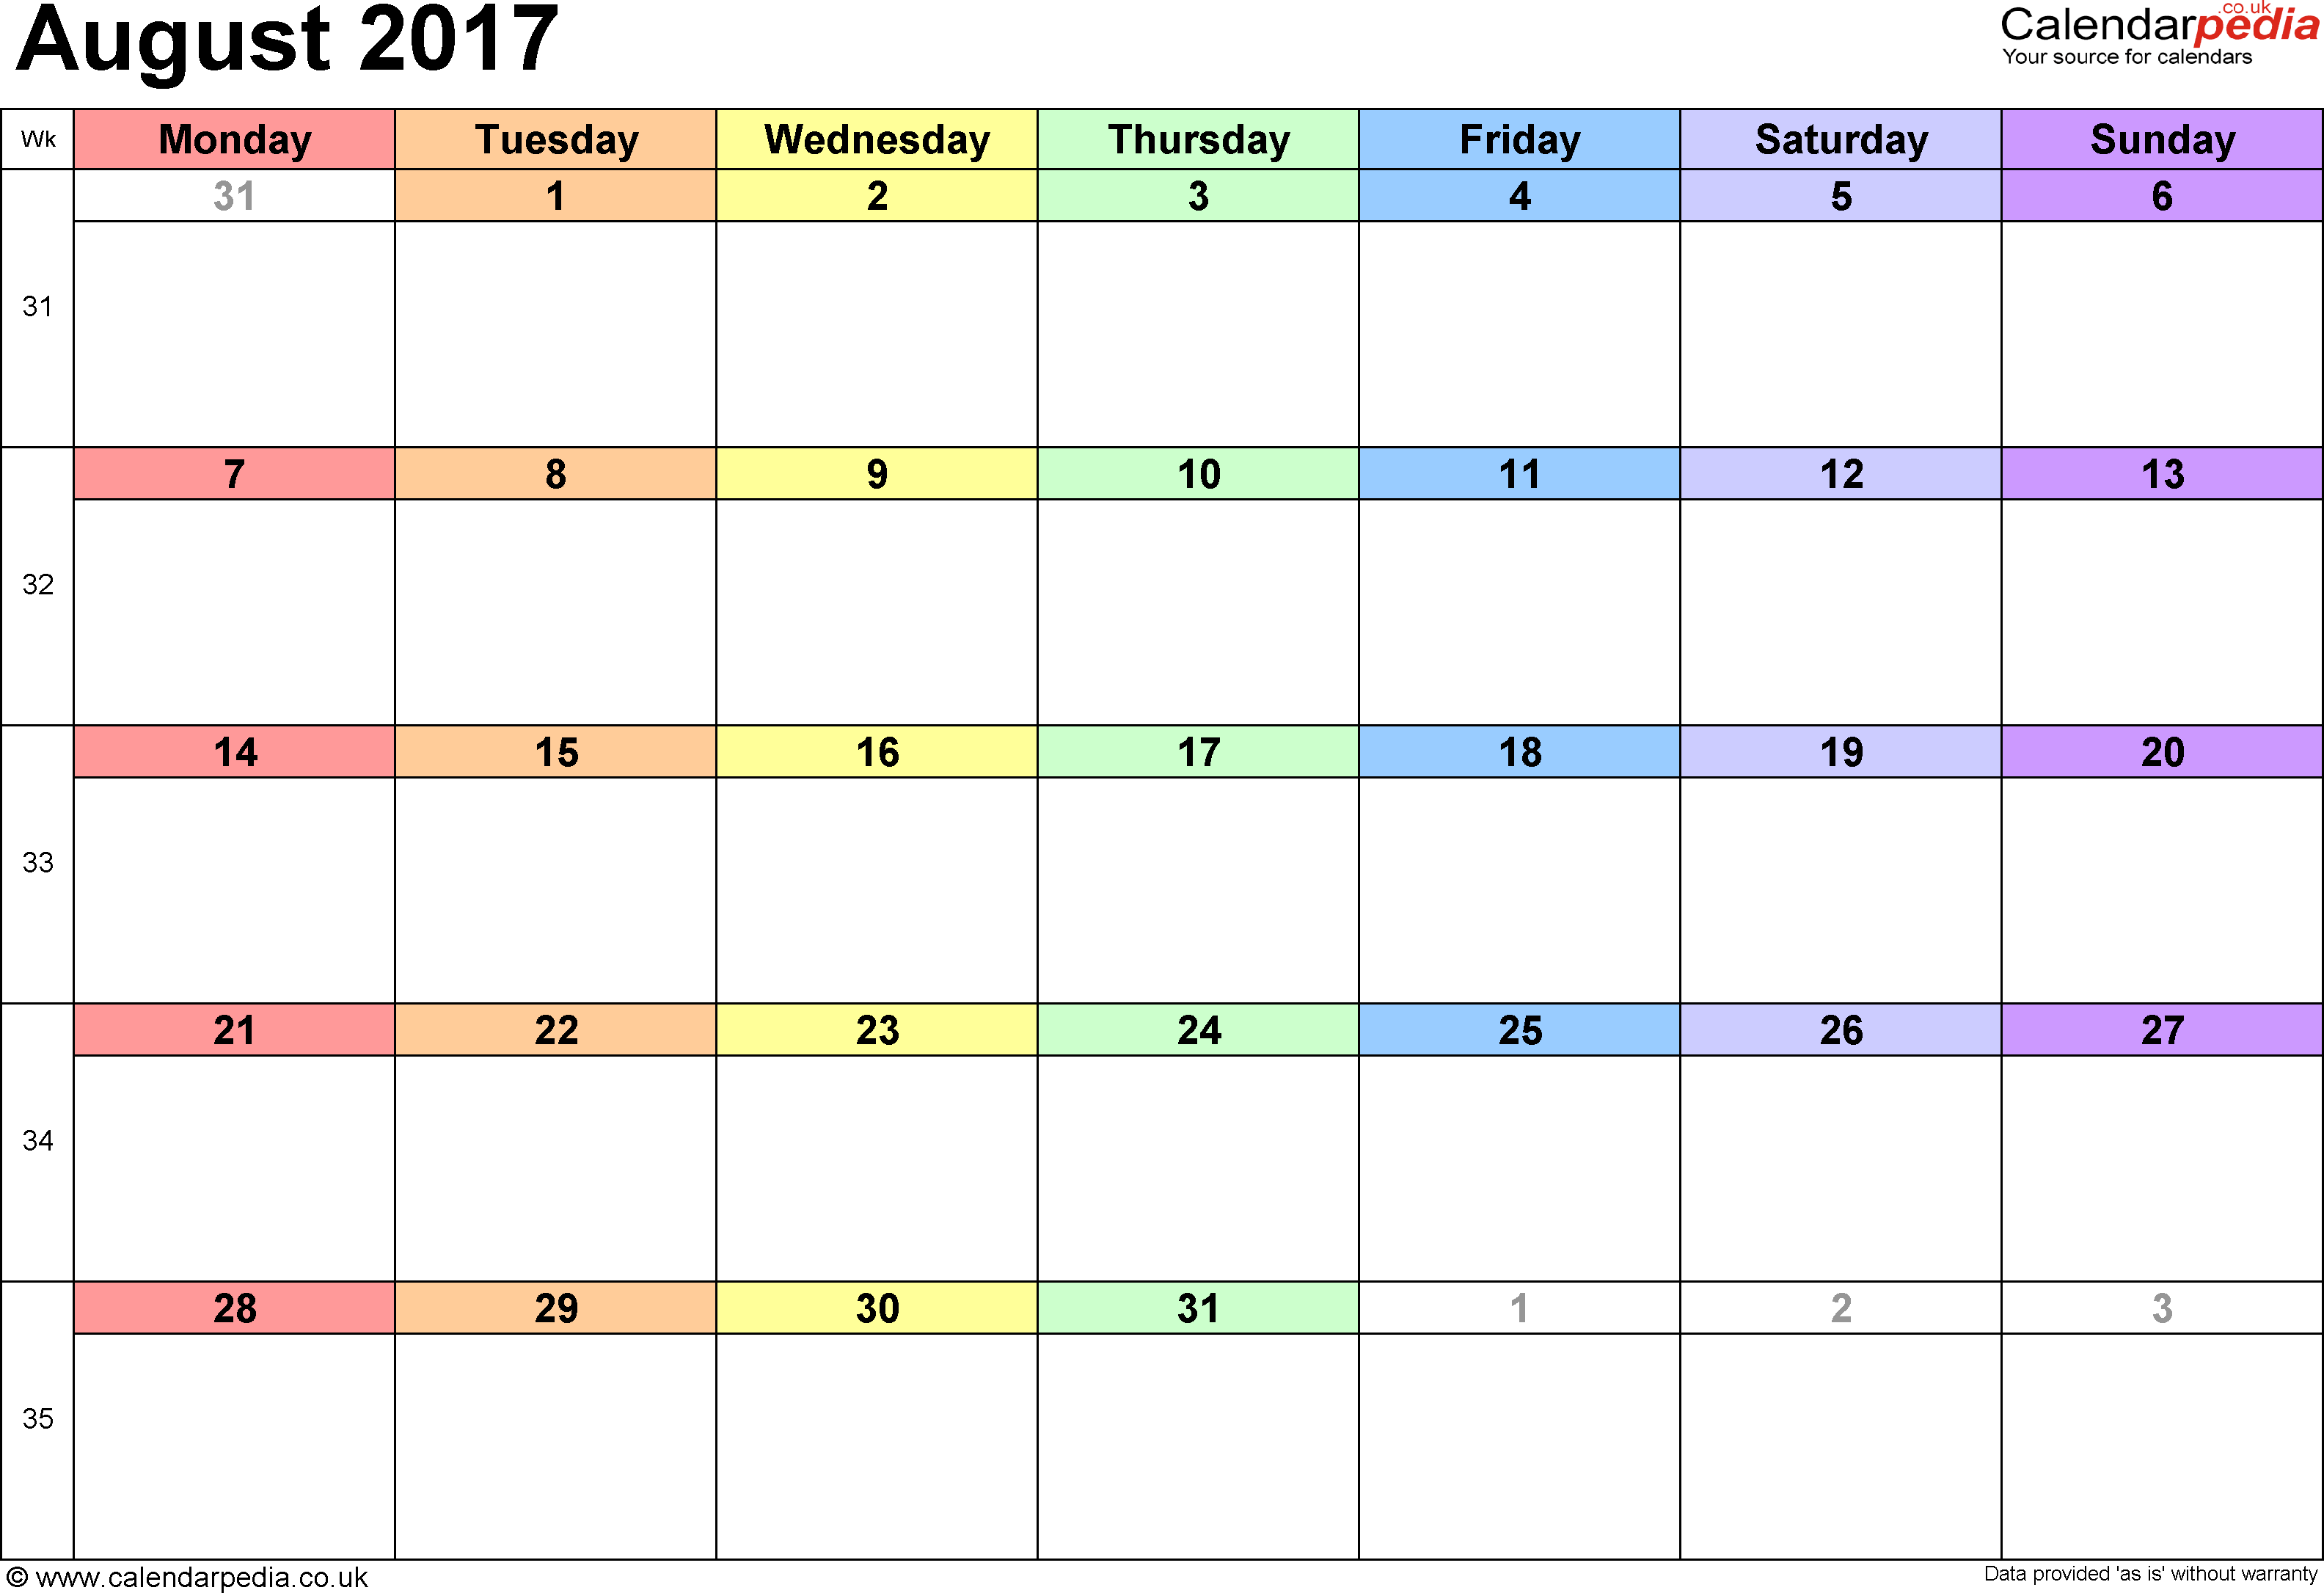 August 2017
.co.uk
Calendarpedia
Your source for calendars
Wk Monday Tuesday Wednesday Thursday Friday Saturday Sunday
31 1 2 3 4 5 6
31
7 8 9 10 11 12 13
32
14 15 16 17 18 19 20
33
21 22 23 24 25 26 27
34
28 29 30 31 1 2 3
35
© www.calendarpedia.co.uk
Data provided 'as is' without warranty